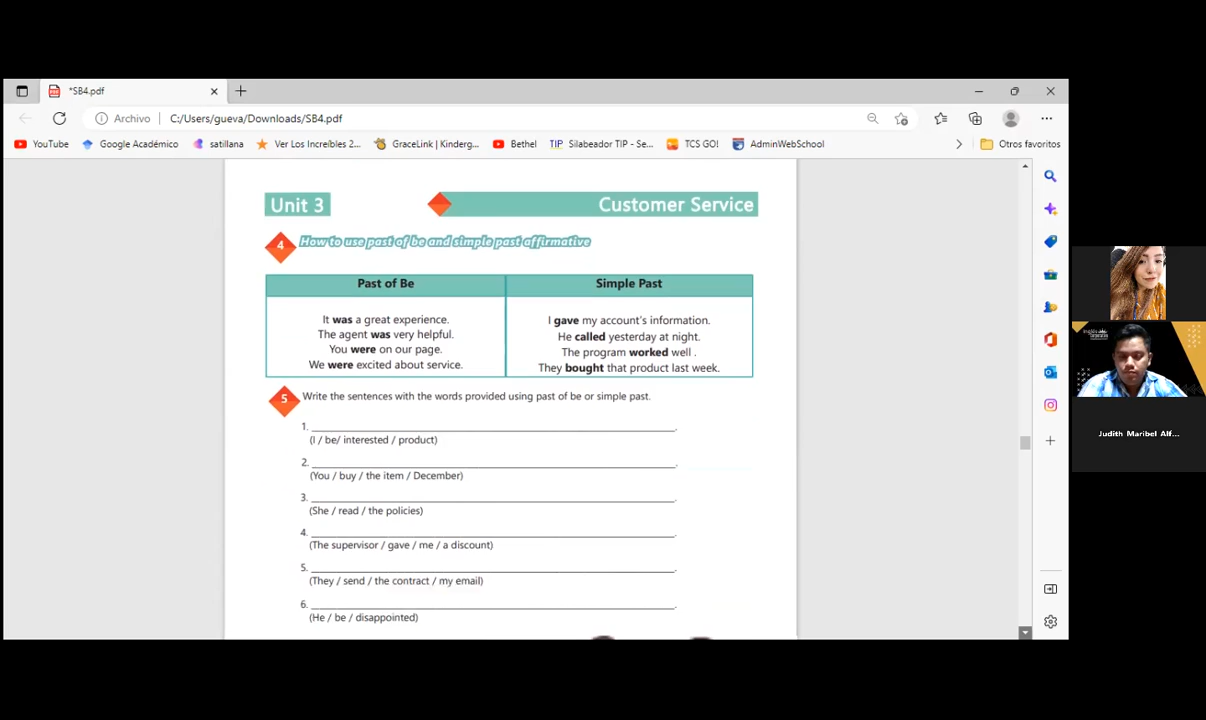 *SB4.pdf
Archivo
C:/Users/gueva/Downloads/SB4.pdf
YouTube
Google Académico
satillana
Ver Los Increíbles 2...
GraceLink | Kinderg...
Bethel
TIP Silabeador TIP - Se...
TCS GO!
AdminWebSchool
Otros favoritos
Unit 3
Customer Service
4 How to use past of be and simple past affirmative
Past of Be
It was a great experience.
The agent was very helpful.
You were on our page.
We were excited about service.
Simple Past
I gave my account's information.
He called yesterday at night.
The program worked well .
They bought that product last week.
5 Write the sentences with the words provided using past of be or simple past.
1. ______________________________.
(I / be/ interested / product)
2. ______________________________.
(You / buy / the item / December)
3. ______________________________.
(She / read / the policies)
4. ______________________________.
(The supervisor / gave / me / a discount)
5. ______________________________.
(They / send / the contract / my email)
6. ______________________________.
(He / be / disappointed)
Judith Maribel Alf...